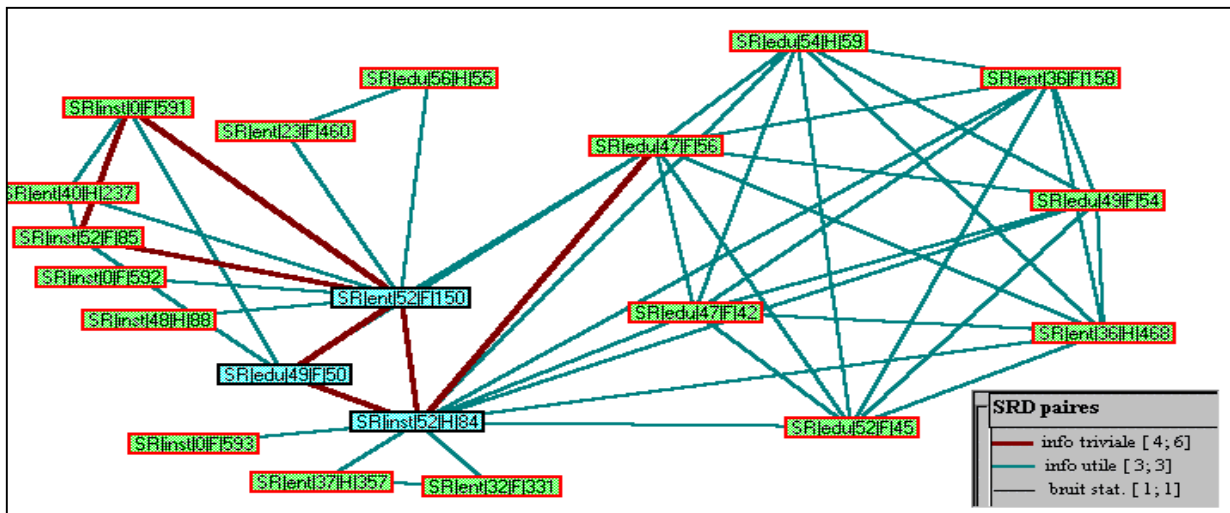 SR|edu|54|H|59
SR|edu|56|H|55
SR|ent|36|F|158
SR|inst|0|F|591
SR|ent|23|F|460
SR|edu|47|F|56
SR|ent|40|H|237
SR|edu|49|F|54
SR|inst|52|F|85
SR|inst|0|F|592
SR|ent|52|F|150
SR|edu|47|F|42
SR|inst|48|H|88
SR|ent|36|H|468
SR|edu|49|F|50
SR|inst|52|H|84
SR|edu|52|F|45
SR|inst|0|F|593
SR|ent|37|H|357
SR|ent|32|F|331
SRD paires
info triviale [ 4; 6]
info utile [ 3; 3]
bruit stat. [ 1; 1]